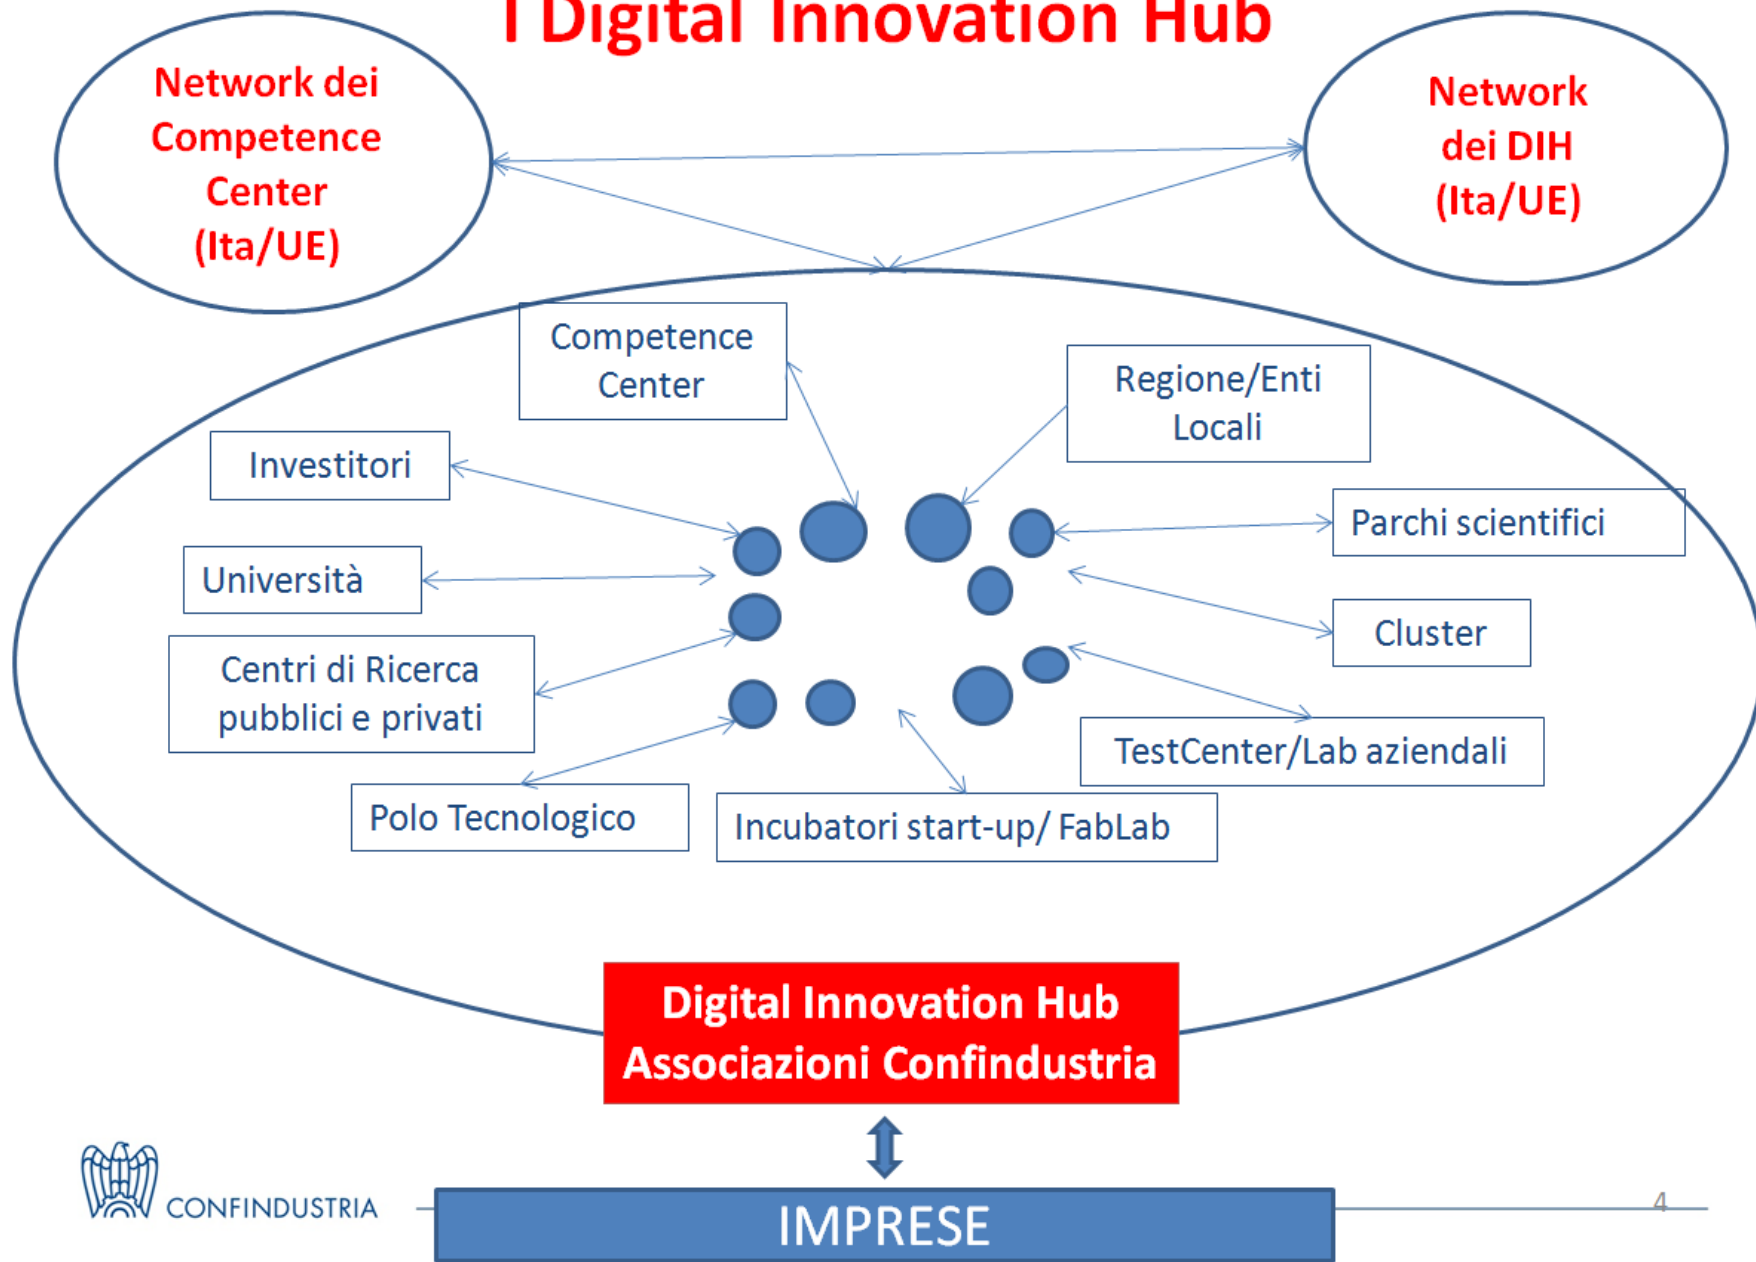 I Digital Innovation Hub
Network dei
Competence
Center
(Ita/UE)
Network
dei DIH
(Ita/UE)
Competence
Center
Regione/Enti
Locali
Investitori
Parchi scientifici
Università
Cluster
Centri di Ricerca
pubblici e privati
TestCenter/Lab aziendali
Polo Tecnologico
Incubatori start-up/ FabLab
Digital Innovation Hub
Associazioni Confindustria
CONFINDUSTRIA
IMPRESE
4